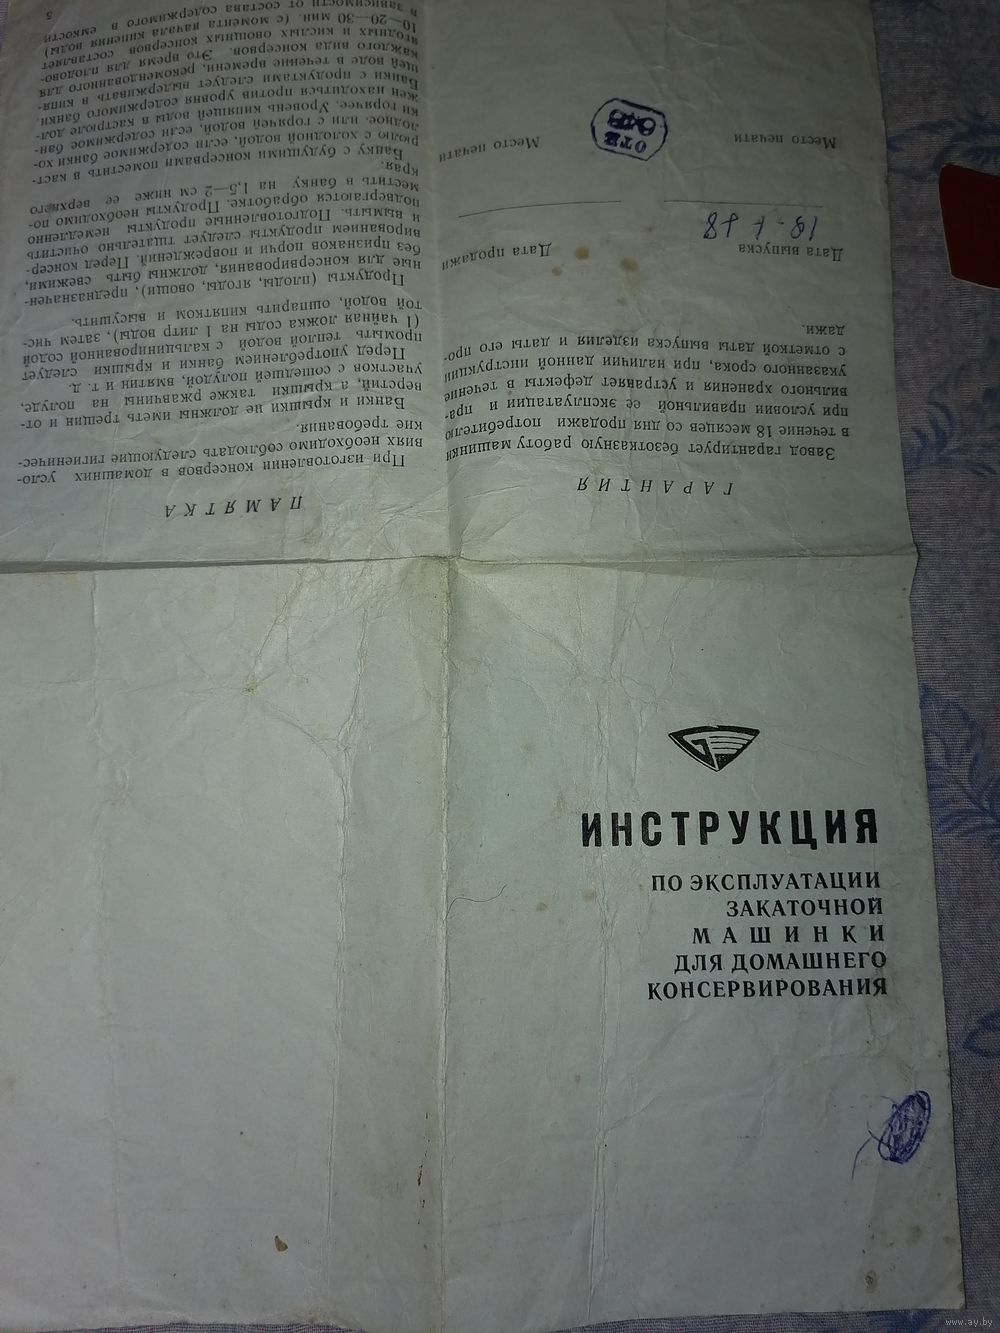 ИНСТРУКЦИЯ
ПО ЭКСПЛУАТАЦИИ
ЗАКАТОЧНОЙ
МАШИНКИ
ДЛЯ ДОМАШНЕГО
КОНСЕРВИРОВАНИЯ
ПАМЯТКА
При изготовлении консервов в домашних усло-
виях необходимо соблюдать следующие гигиеничес-
кие требования.
Банки и крышки не должны иметь трещин и от-
верстий, а крышки также ржавчины на полуде,
участков с сошедшей полудой, вмятин и т. д.
Перед употреблением банки и крышки следует
промыть теплой водой с кальцинированной содой
(1 чайная ложка соды на 1 литр воды), затем чис-
той водой, ошпарить кипятком и высушить.
Продукты (плоды, ягоды, овощи), предназначен-
ные для консервирования, должны быть свежими,
без признаков порчи и повреждений. Перед консер-
вированием продукты следует тщательно очистить
и вымыть. Подготовленные продукты немедленно
подвергаются обработке. Продукты необходимо по-
местить в банку на 1,5—2 см ниже ее верхнего
края.
Банку с будущими консервами поместить в каст-
рюлю с холодной водой, если содержимое банки хо-
лодное, или с горячей водой, если содержимое бан-
ки горячее. Уровень кипящей воды в кастрюле дол-
жен находиться против уровня содержимого банки.
Банки с продуктами следует выдерживать в кипя-
щей воде в течение времени, рекомендованного для
каждого вида консервов. Это время для плодово-
ягодных и кислых овощных консервов составляет
10—20—30 мин. (с момента начала кипения воды)
в зависимости от состава содержимого в емкости
5
ГАРАНТИЯ
Завод гарантирует безотказную работу машинки
в течение 18 месяцев со дня продажи потребителю
при условии правильной ее эксплуатации и пра-
вильного хранения и устраняет дефекты в течение
указанного срока, при наличии данной инструкции
с отметкой даты выпуска изделия и даты его про-
дажи.
Дата выпуска
Дата продажи
Место печати
Место печати
ОТК
www.ay.by